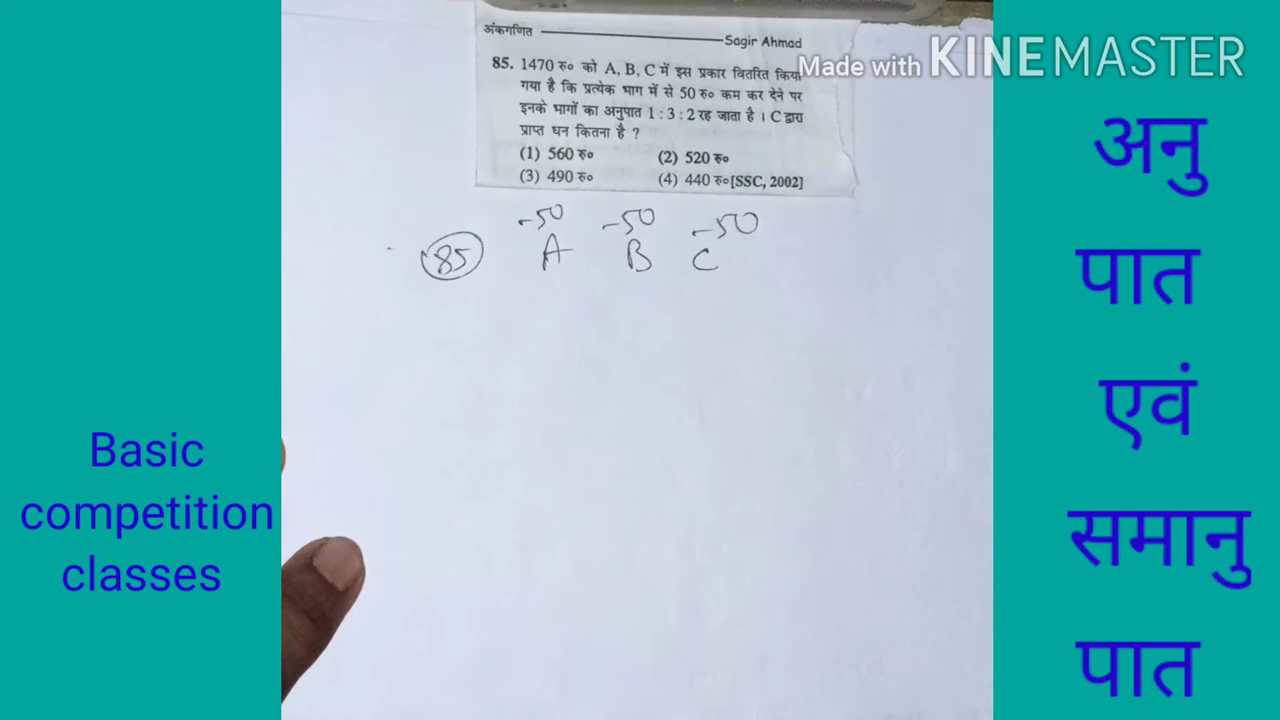 अंकगणित
Sagir Ahmad
85. 1470 रु० को A, B, C में इस प्रकार वितरित किया
गया है कि प्रत्येक भाग में से 50 रु० कम कर देने पर
इनके भागों का अनुपात 1 : 3 : 2 रह जाता है । C द्वारा
प्राप्त धन कितना है ?
(1) 560 रु० (2) 520 रु०
(3) 490 रु० (4) 440 रु० [SSC, 2002]
-50 -50 -50
85 A B C
Made with KINEMASTER
अनु
पात
एवं
समानु
पात
Basic
competition
classes